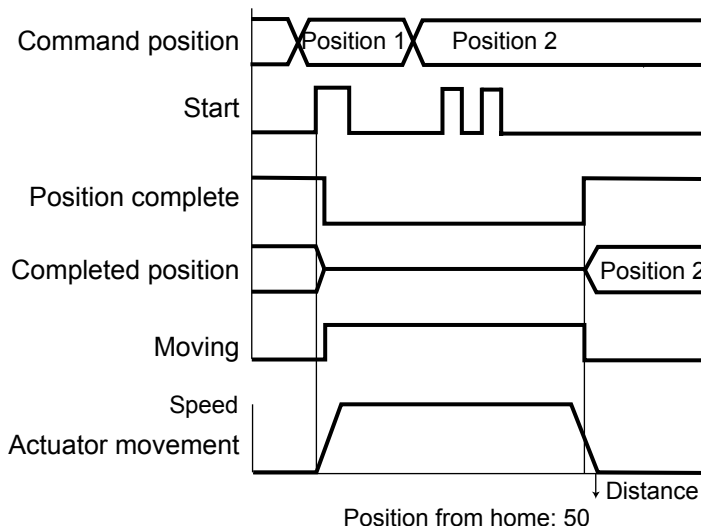 Command position
Position 1
Position 2
Start
Position complete
Completed position
Position 2
Moving
Speed
Actuator movement
Distance
Position from home: 50